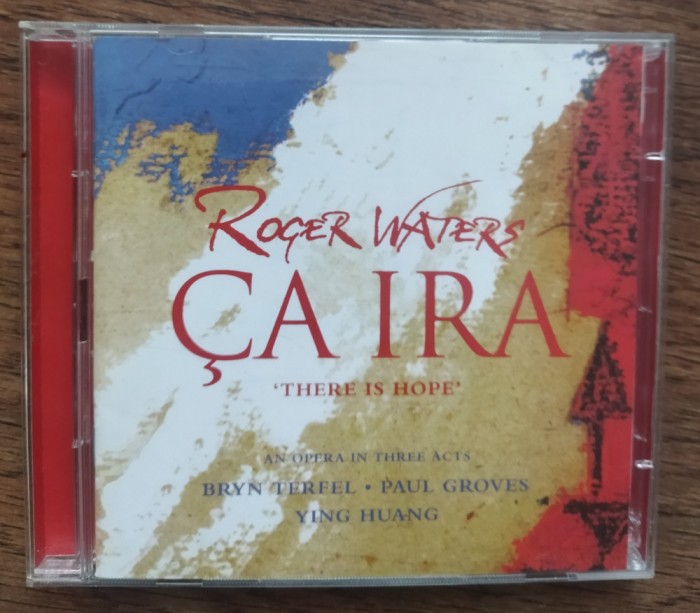 ROGER WATERS
ÇA IRA
‘THERE IS HOPE’
AN OPERA IN THREE ACTS
BRYN TERFEL • PAUL GROVES
YING HUANG